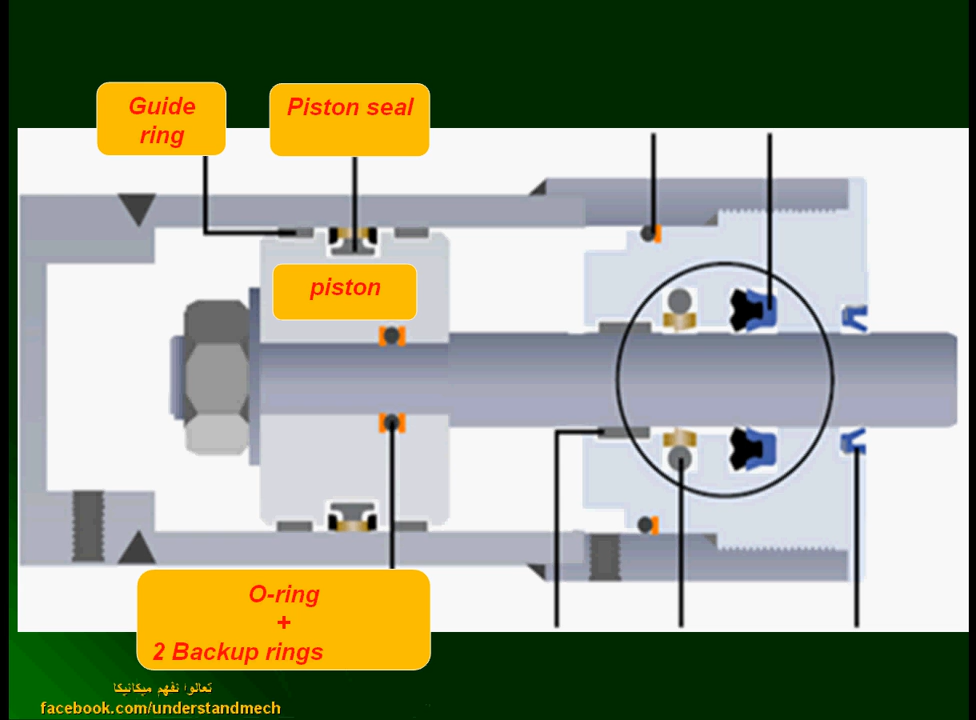 Guide
ring
Piston seal
piston
O-ring
+
2 Backup rings
تعالوا نفهم ميكانيكا
facebook.com/understandmech